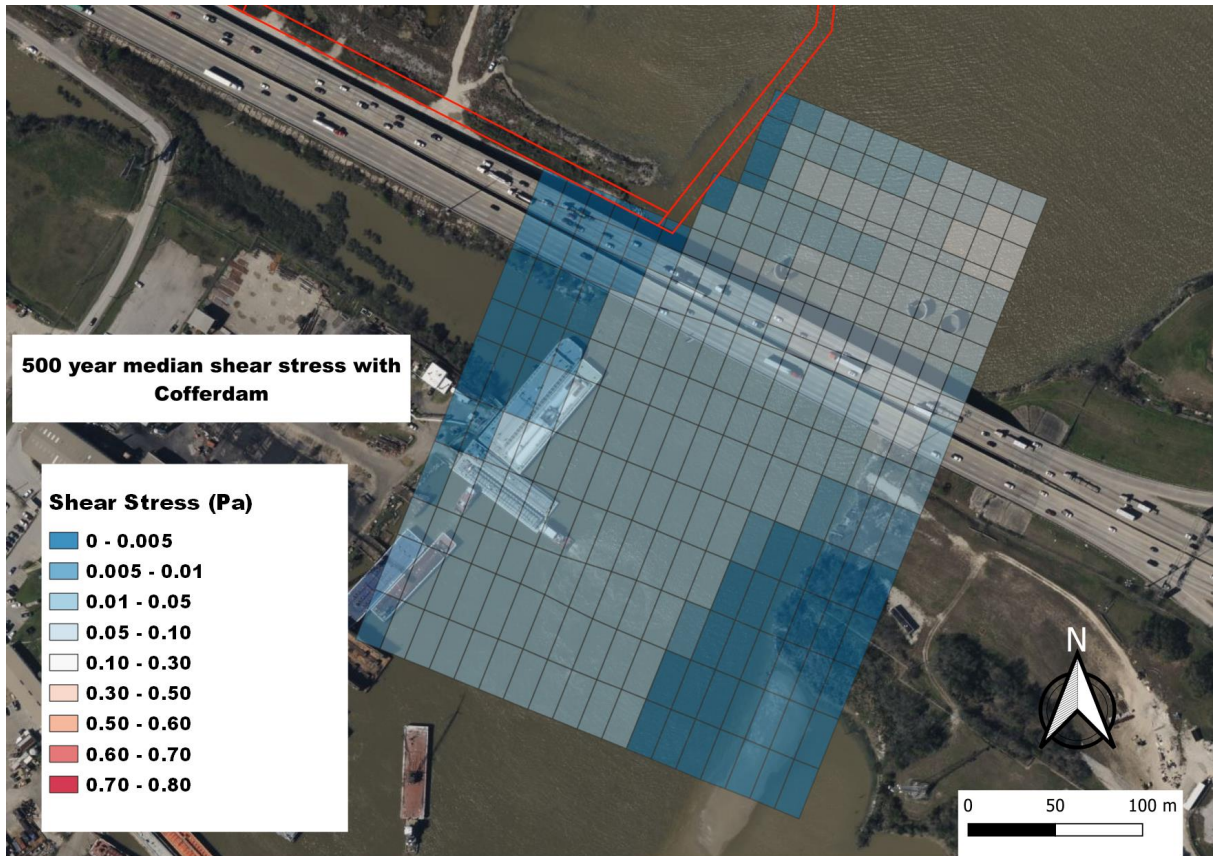 500 year median shear stress with
Cofferdam
Shear Stress (Pa)
0 - 0.005
0.005 - 0.01
0.01 - 0.05
0.05 - 0.10
0.10 - 0.30
0.30 - 0.50
0.50 - 0.60
0.60 - 0.70
0.70 - 0.80
N
0 50 100 m